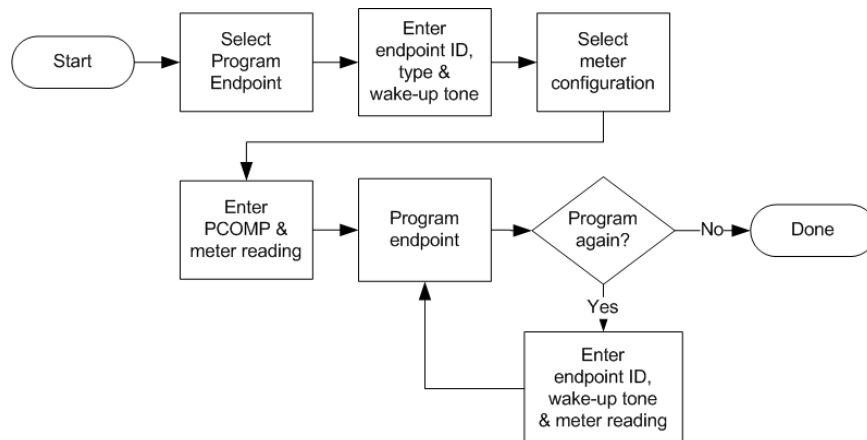 Start
Select
Program
Endpoint
Enter
endpoint ID,
type &
wake-up tone
Select
meter
configuration
Enter
PCOMP &
meter reading
Program
endpoint
Program
again?
No
Done
Yes
Enter
endpoint ID,
wake-up tone
& meter reading